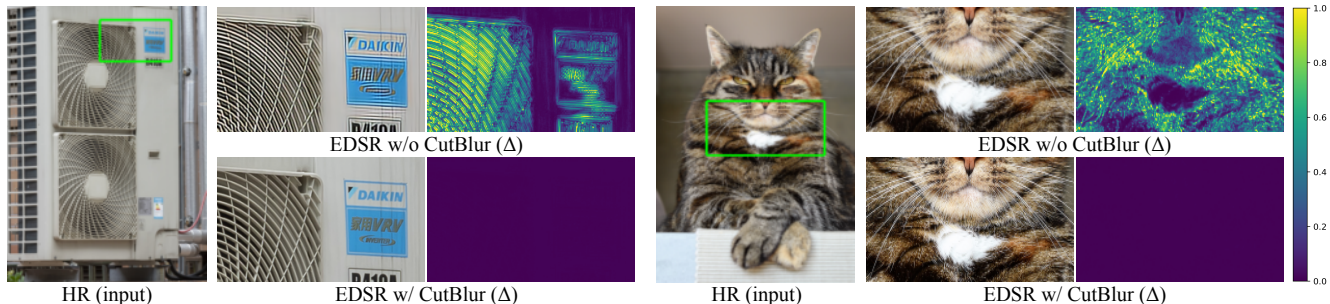 DAIKIN
EDSR w/o CutBlur (Δ)
DAIKIN
HR (input)
EDSR w/ CutBlur (Δ)
EDSR w/o CutBlur (Δ)
HR (input)
EDSR w/ CutBlur (Δ)
1.0
0.8
0.6
0.4
0.2
0.0